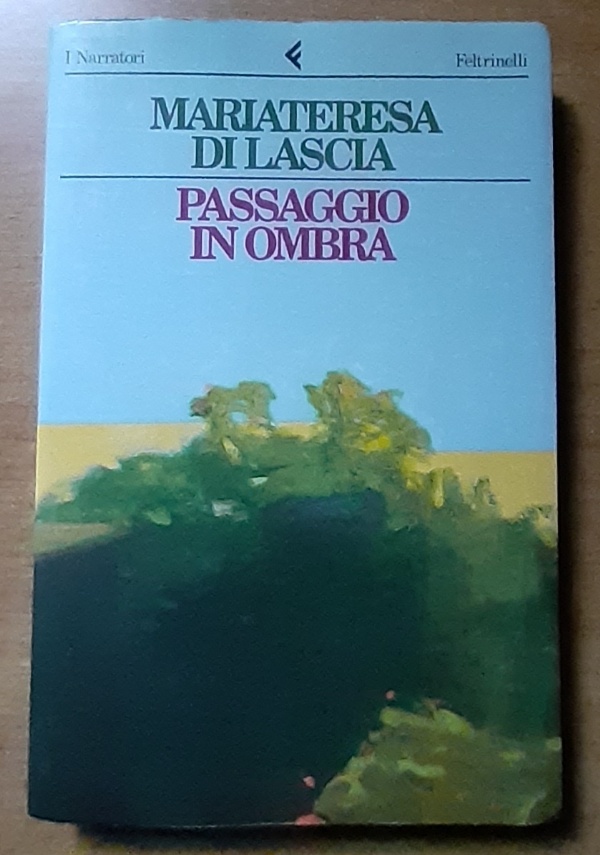 I Narratori
Feltrinelli
MARIATERESA
DI LASCIA
PASSAGGIO
IN OMBRA